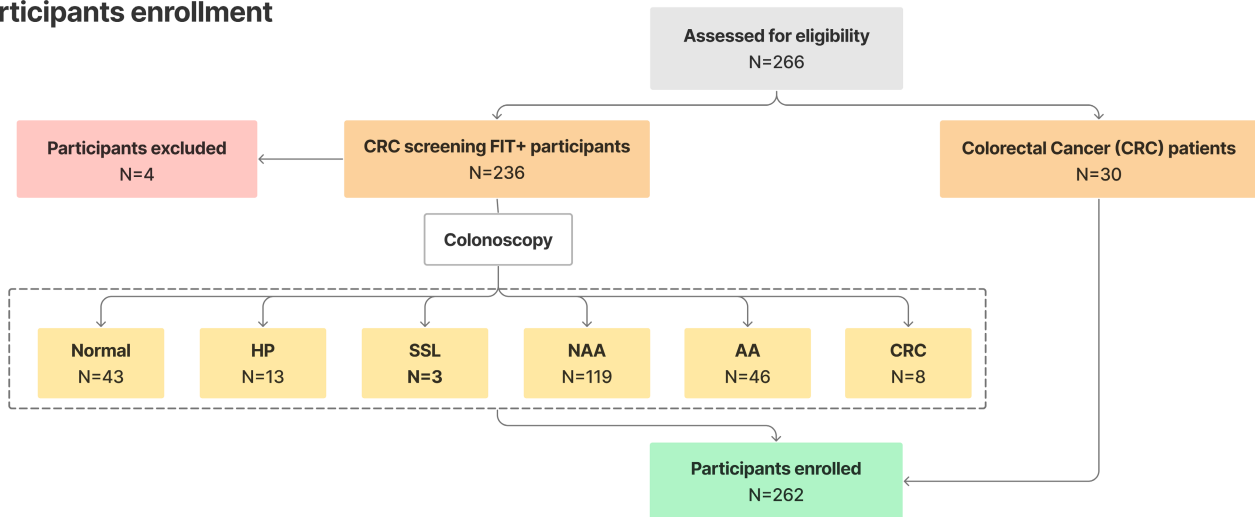 rticipants enrollment
Assessed for eligibility
N=266
Participants excluded
N=4
CRC screening FIT+ participants
N=236
Colorectal Cancer (CRC) patients
N=30
Colonoscopy
Normal
N=43
HP
N=13
SSL
N=3
NAA
N=119
AA
N=46
CRC
N=8
Participants enrolled
N=262